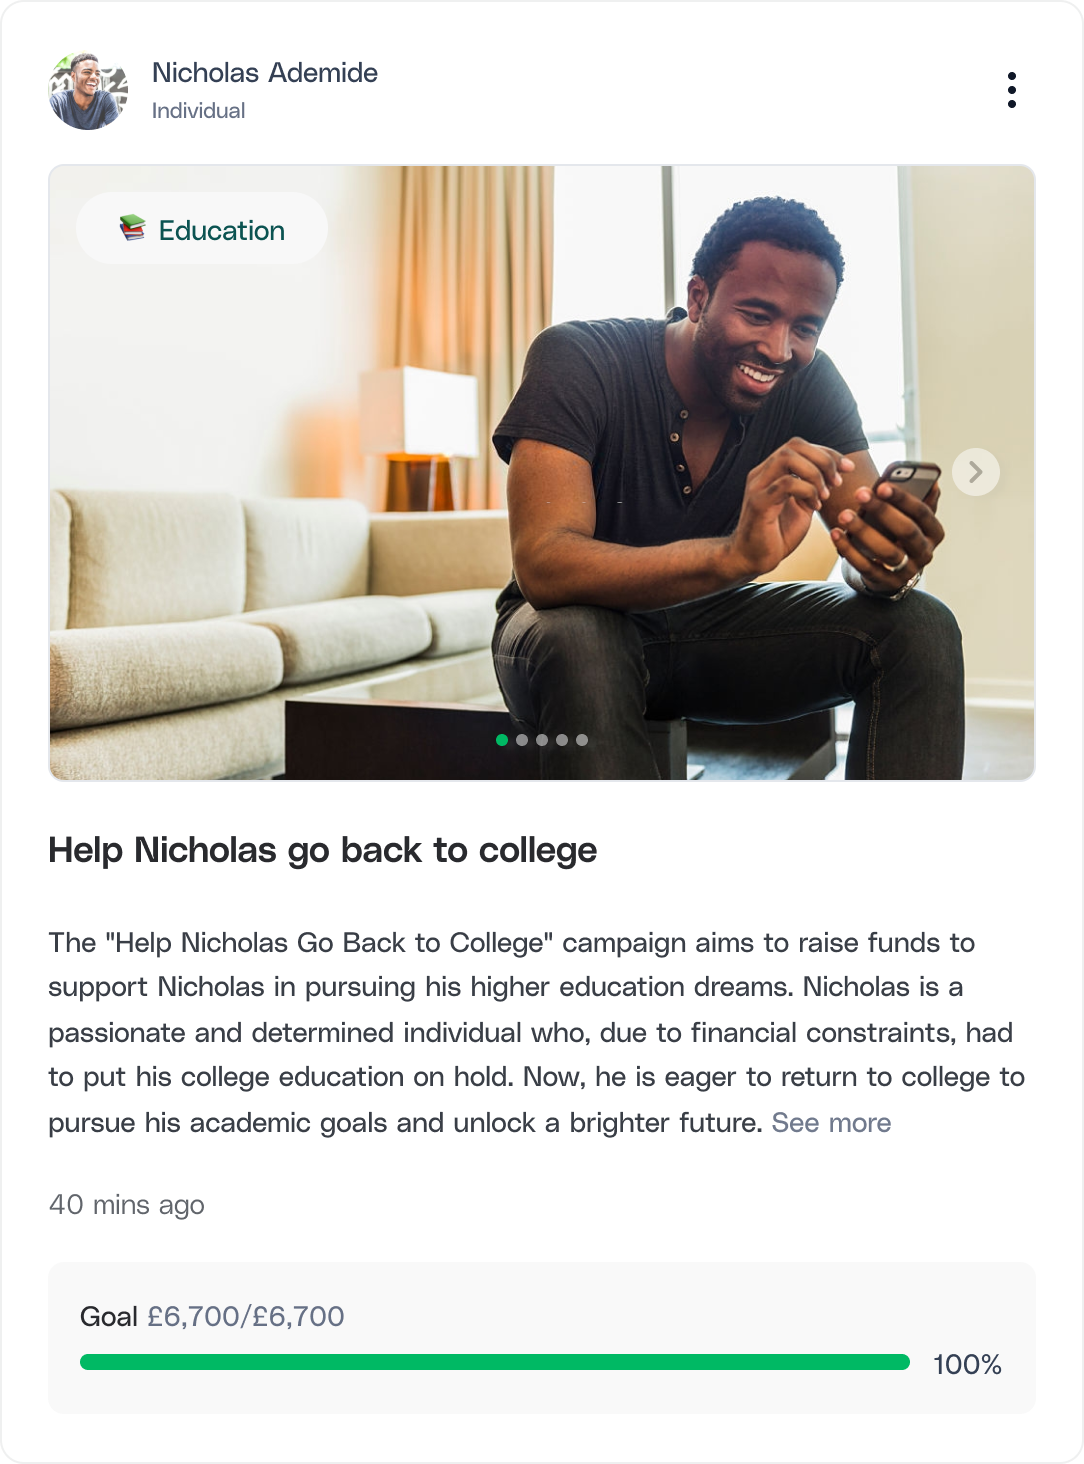 Nicholas Ademide
Individual
Education
Help Nicholas go back to college
The "Help Nicholas Go Back to College" campaign aims to raise funds to
support Nicholas in pursuing his higher education dreams. Nicholas is a
passionate and determined individual who, due to financial constraints, had
to put his college education on hold. Now, he is eager to return to college to
pursue his academic goals and unlock a brighter future. See more
40 mins ago
Goal £6,700/£6,700
100%